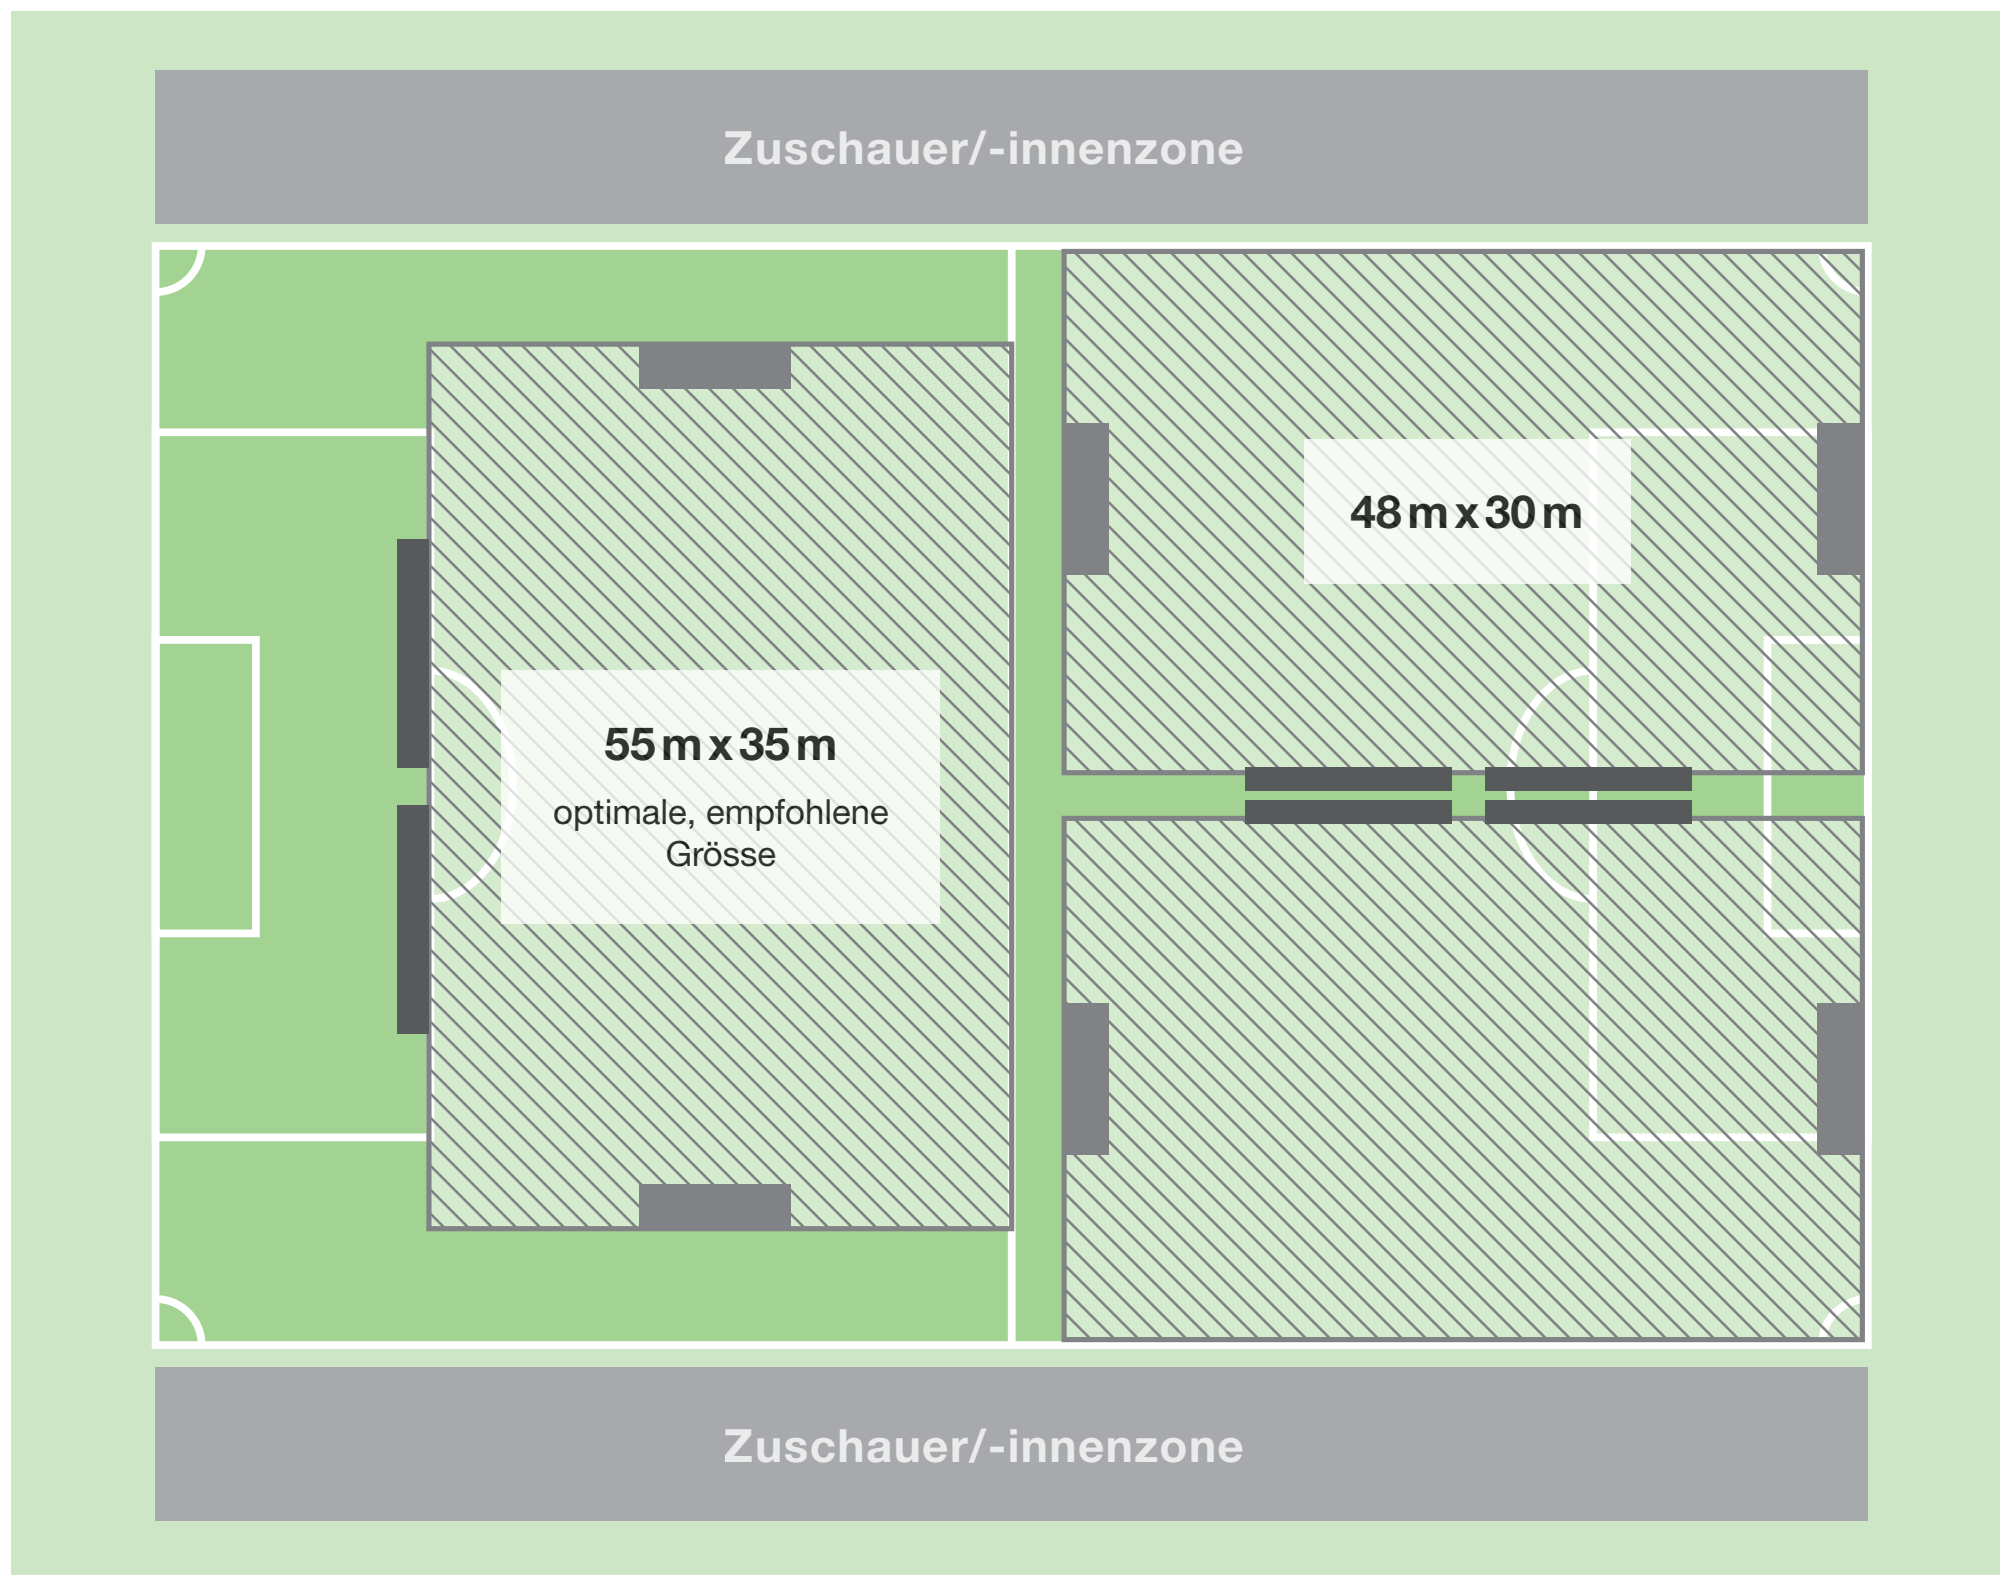 Zuschauer/-innenzone
48 m x 30 m
55 m x 35 m
optimale, empfohlene
Grösse
Zuschauer/-innenzone